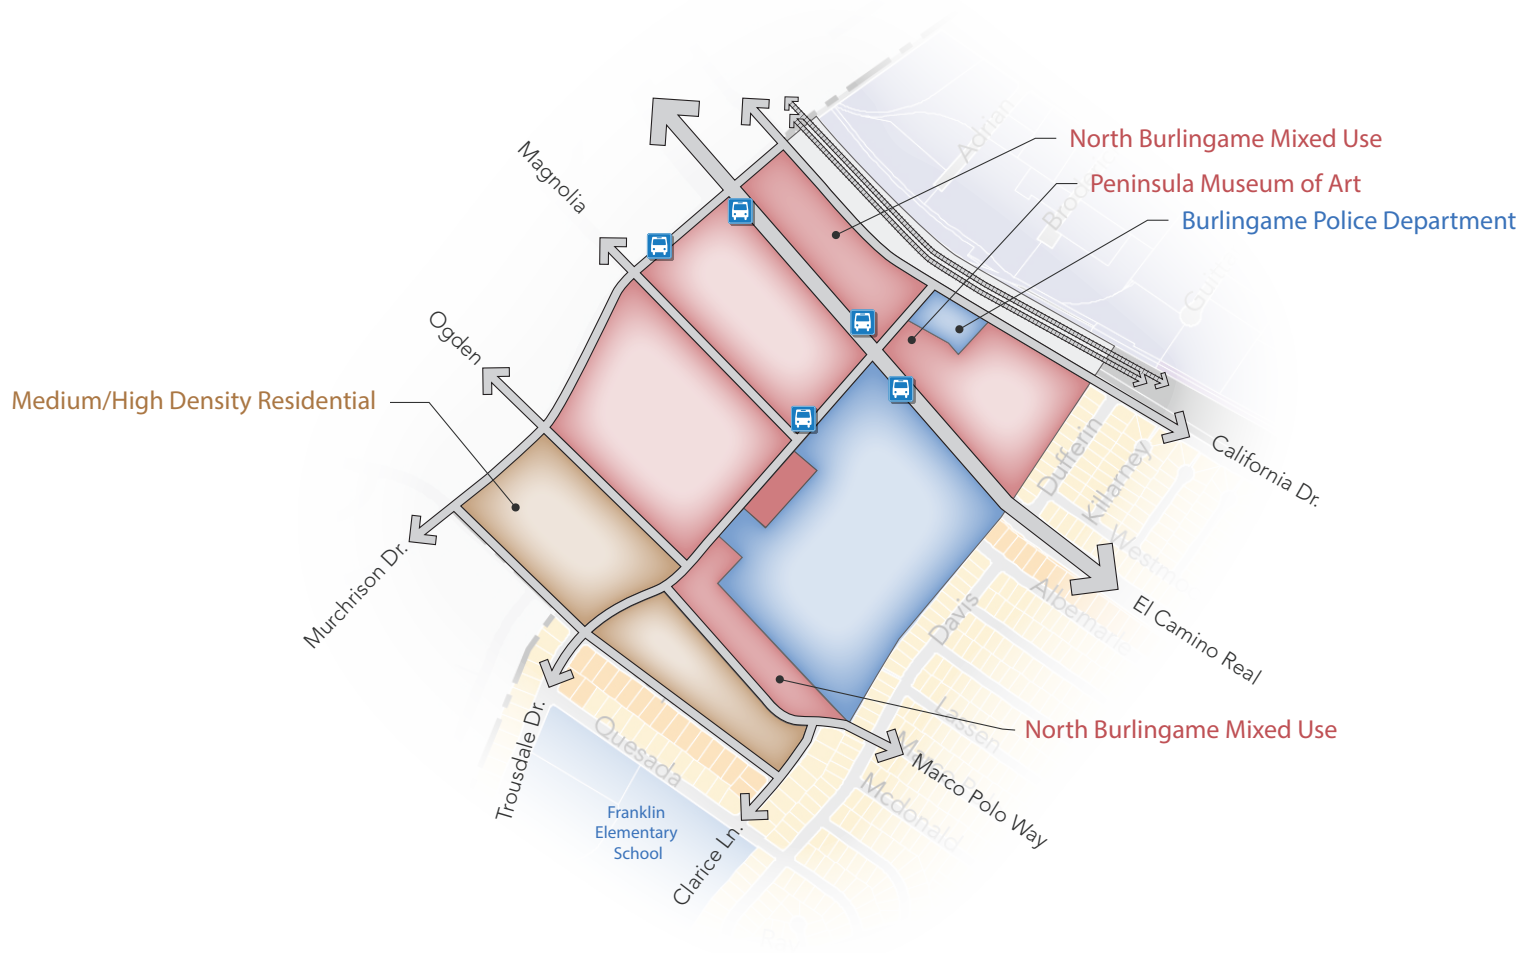 North Burlingame Mixed Use
Peninsula Museum of Art
Burlingame Police Department
Adrian
Magnolia
Ogden
Medium/High Density Residential
Dufferin
Killarney
California Dr.
Murchrison Dr.
Albemarle
El Camino Real
Davis
Lassen
North Burlingame Mixed Use
Trousdale Dr.
Quesada
Marco Polo Way
Mcdonald
Franklin
Elementary
School
Clarice Ln.